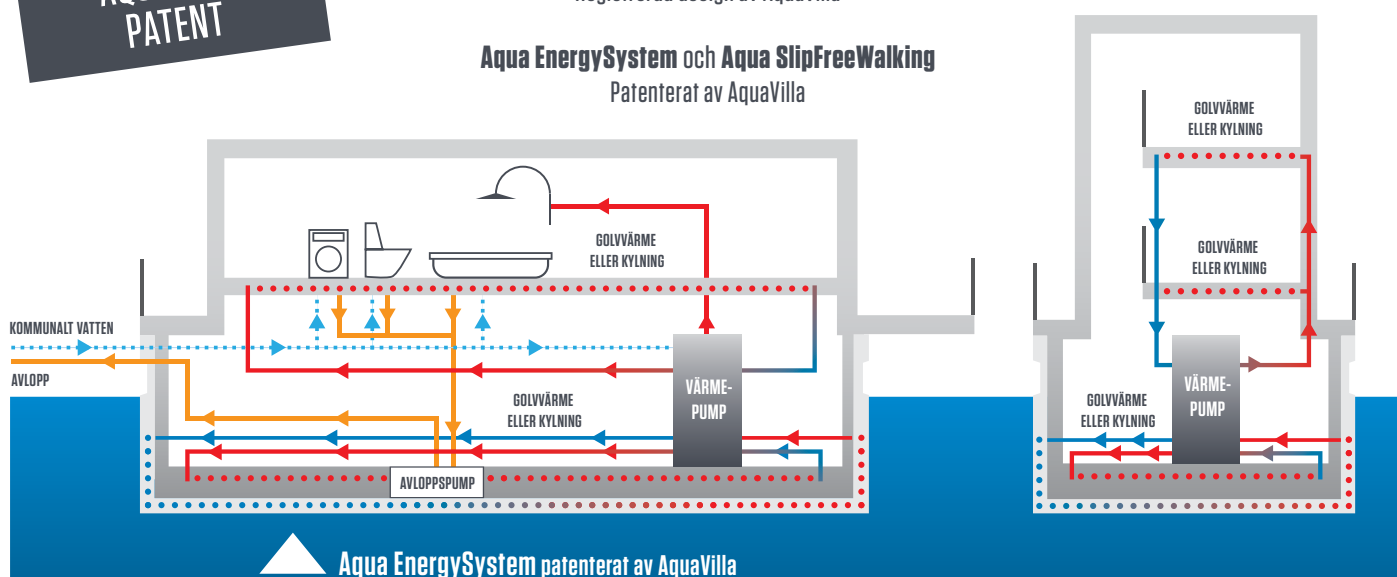 PATENT
Aqua EnergySystem och Aqua SlipFreeWalking
Patenterat av AquaVilla
GOLVVÄRME
ELLER KYLNING
KOMMUNALT VATTEN
AVLOPP
VÄRME-
PUMP
GOLVVÄRME
ELLER KYLNING
AVLOPPSPUMP
GOLVVÄRME
ELLER KYLNING
GOLVVÄRME
ELLER KYLNING
VÄRME-
PUMP
GOLVVÄRME
ELLER KYLNING
Aqua EnergySystem patenterat av AquaVilla